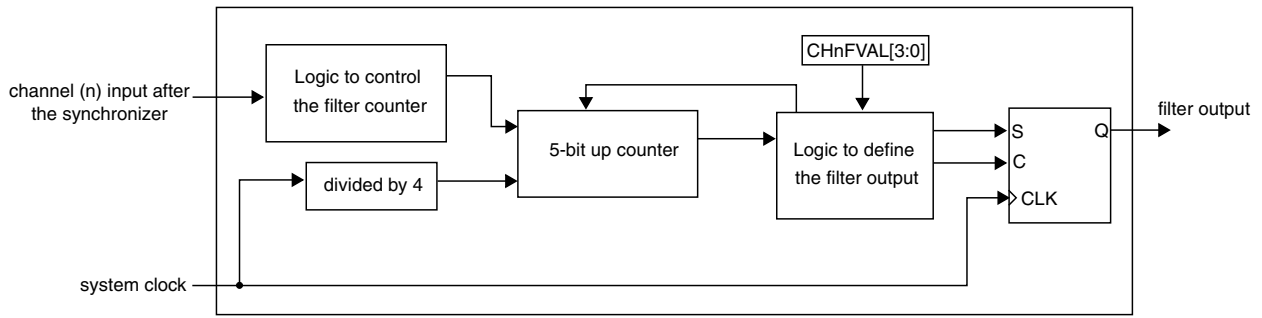 CHnFVAL[3:0]
Logic to control
the filter counter
channel (n) input after
the synchronizer
5-bit up counter
Logic to define
the filter output
S
Q
C
CLK
filter output
divided by 4
system clock